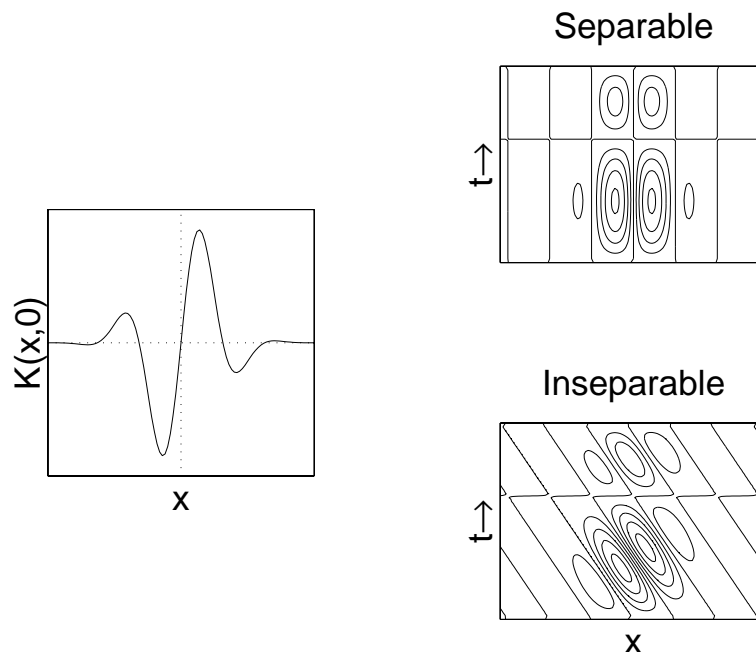 K(x,0)
x
Separable
t→
Inseparable
t→
x